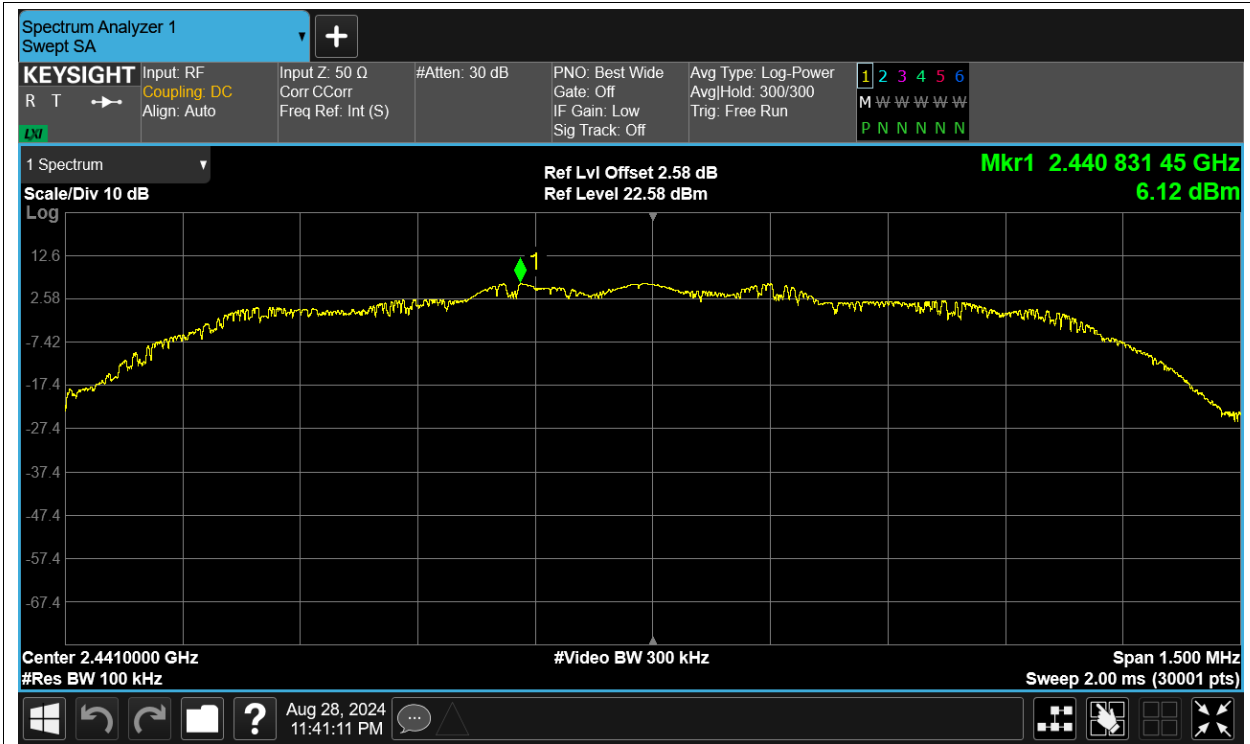 Spectrum Analyzer 1
Swept SA
KEYSIGHT
R T
LXI
Input: RF
Coupling: DC
Align: Auto
Input Z: 50 Ω
Corr CCorr
Freq Ref: Int (S)
#Atten: 30 dB
PNO: Best Wide
Gate: Off
IF Gain: Low
Sig Track: Off
Avg Type: Log-Power
Avg|Hold: 300/300
Trig: Free Run
1 2 3 4 5 6
M W W W W W
P N N N N N
1 Spectrum
Scale/Div 10 dB
Log
Ref Lvl Offset 2.58 dB
Ref Level 22.58 dBm
Mkr1 2.440 831 45 GHz
6.12 dBm
1
12.6
2.58
-7.42
-17.4
-27.4
-37.4
-47.4
-57.4
-67.4
Center 2.4410000 GHz
#Res BW 100 kHz
#Video BW 300 kHz
Span 1.500 MHz
Sweep 2.00 ms (30001 pts)
?
Aug 28, 2024
11:41:11 PM